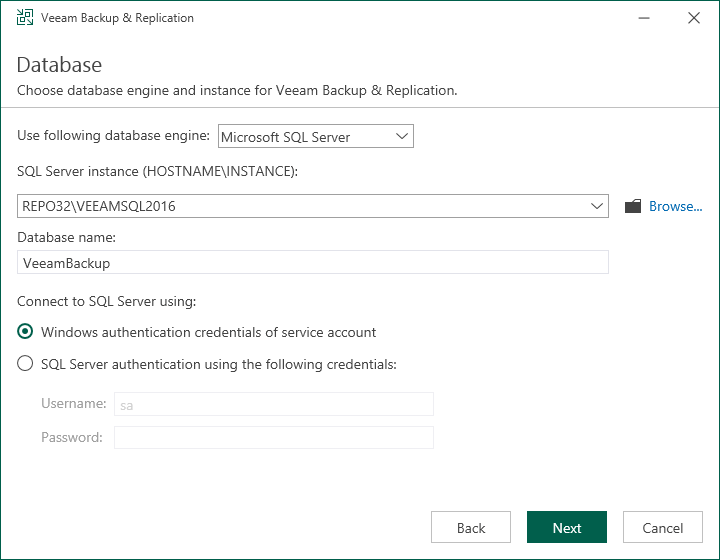 Veeam Backup & Replication
Database
Choose database engine and instance for Veeam Backup & Replication.
Use following database engine: Microsoft SQL Server
SQL Server instance (HOSTNAME\INSTANCE):
REPO32\VEEAMSQL2016 Browse...
Database name:
VeeamBackup
Connect to SQL Server using:
Windows authentication credentials of service account
SQL Server authentication using the following credentials:
Username: sa
Password:
Back Next Cancel